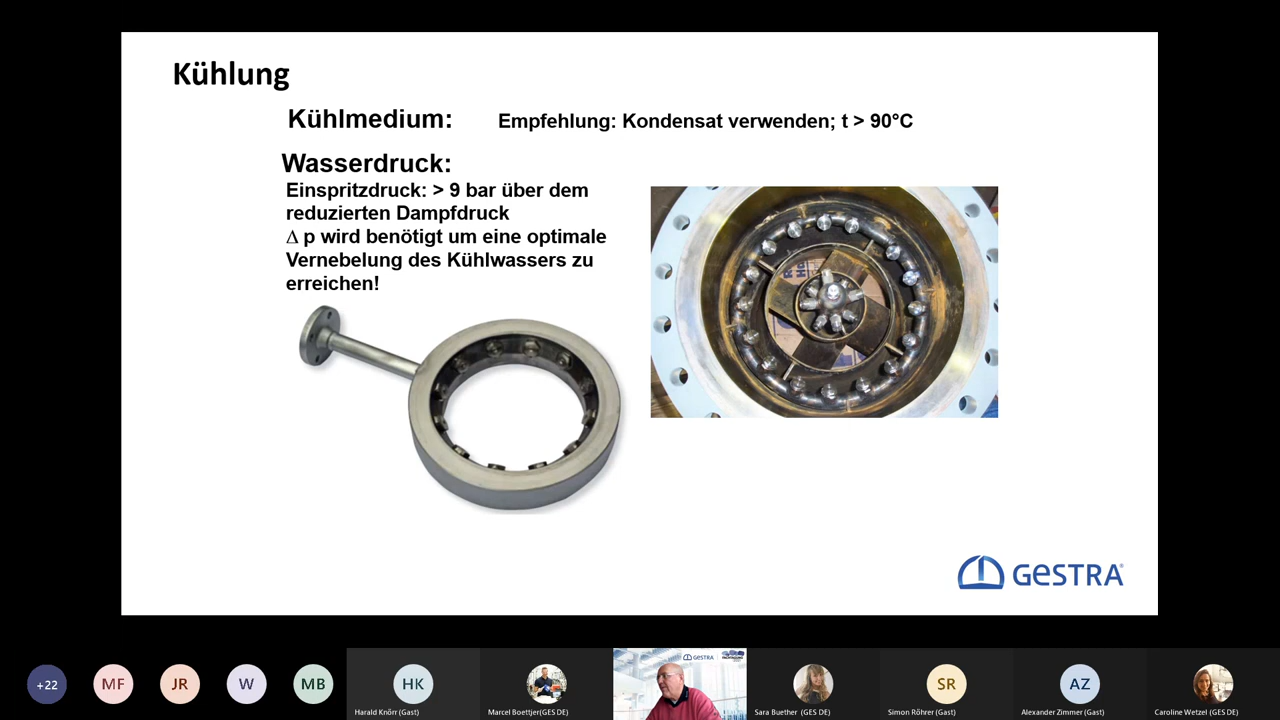 Kühlung
Kühlmedium: Empfehlung: Kondensat verwenden; t > 90°C
Wasserdruck:
Einspritzdruck: > 9 bar über dem
reduzierten Dampfdruck
Δ p wird benötigt um eine optimale
Vernebelung des Kühlwassers zu
erreichen!
GESTRA
+22
MF
JR
W
MB
HK
Harald Knörr (Gast)
Marcel Boettjer(GES DE)
GESTRA
Sara Buether (GES DE)
SR
Simon Röhrer (Gast)
AZ
Alexander Zimmer (Gast)
Caroline Wetzel (GES DE)